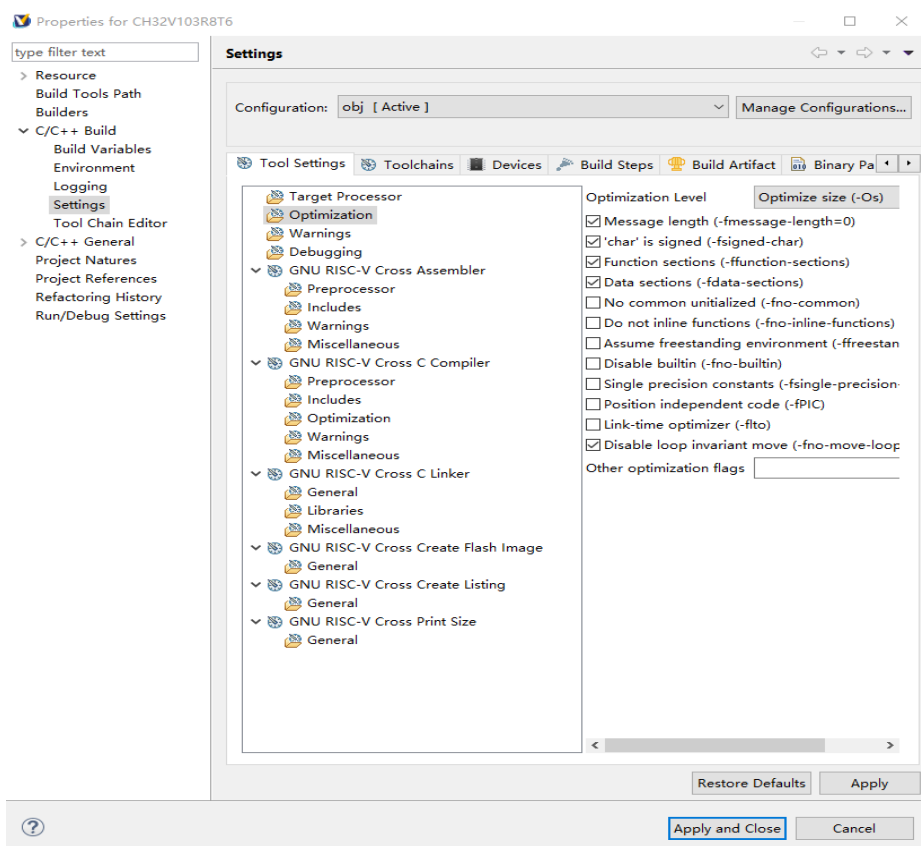 Properties for CH32V103R8T6
type filter text
Resource
Build Tools Path
Builders
C/C++ Build
Build Variables
Environment
Logging
Settings
Tool Chain Editor
C/C++ General
Project Natures
Project References
Refactoring History
Run/Debug Settings
Settings
Configuration: obj [ Active ] Manage Configurations...
Tool Settings Toolchains Devices Build Steps Build Artifact Binary Pa
Target Processor
Optimization
Warnings
Debugging
GNU RISC-V Cross Assembler
Preprocessor
Includes
Warnings
Miscellaneous
GNU RISC-V Cross C Compiler
Preprocessor
Includes
Optimization
Warnings
Miscellaneous
GNU RISC-V Cross C Linker
General
Libraries
Miscellaneous
GNU RISC-V Cross Create Flash Image
General
GNU RISC-V Cross Create Listing
General
GNU RISC-V Cross Print Size
General
Optimization Level Optimize size (-Os)
Message length (-fmessage-length=0)
'char' is signed (-fsigned-char)
Function sections (-ffunction-sections)
Data sections (-fdata-sections)
No common unitialized (-fno-common)
Do not inline functions (-fno-inline-functions)
Assume freestanding environment (-ffreestan
Disable builtin (-fno-builtin)
Single precision constants (-fsingle-precision-
Position independent code (-fPIC)
Link-time optimizer (-flto)
Disable loop invariant move (-fno-move-loop
Other optimization flags
Restore Defaults Apply
Apply and Close Cancel